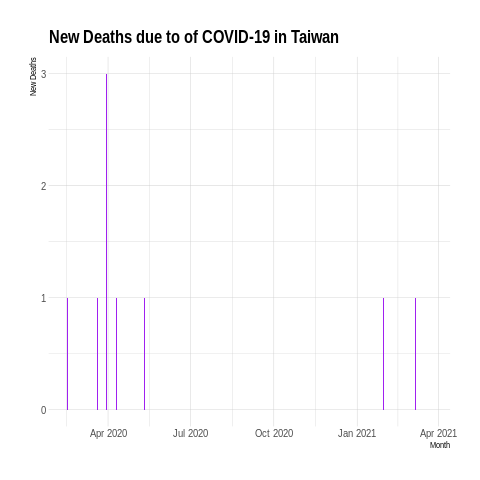 New Deaths due to of COVID-19 in Taiwan
New Deaths
3
2
1
0
Apr 2020 Jul 2020 Oct 2020 Jan 2021 Apr 2021
Month